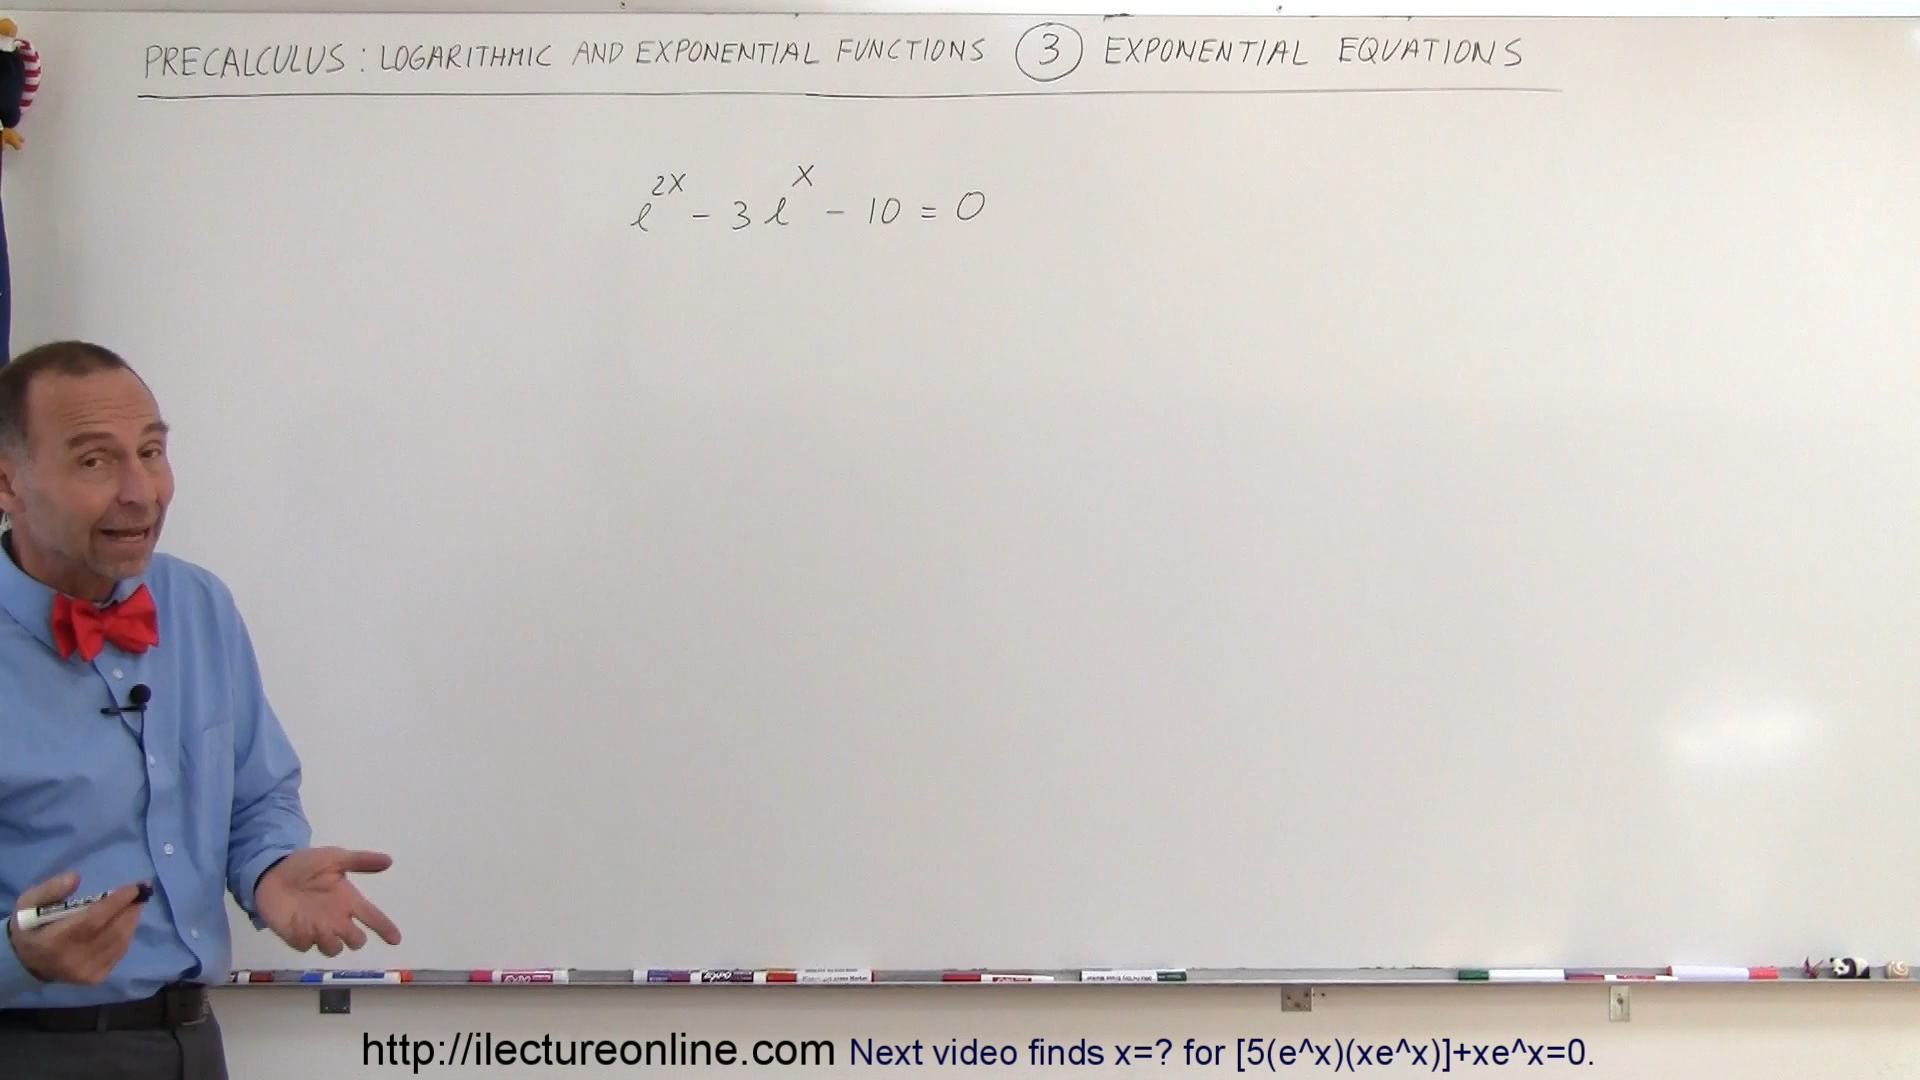 PRECALCULUS: LOGARITHMIC AND EXPONENTIAL FUNCTIONS (3) EXPONENTIAL EQUATIONS
e^{2x} - 3e^{x} - 10 = 0
http://ilectureonline.com Next video finds x=? for [5(e^x)(xe^x)]+xe^x=0.